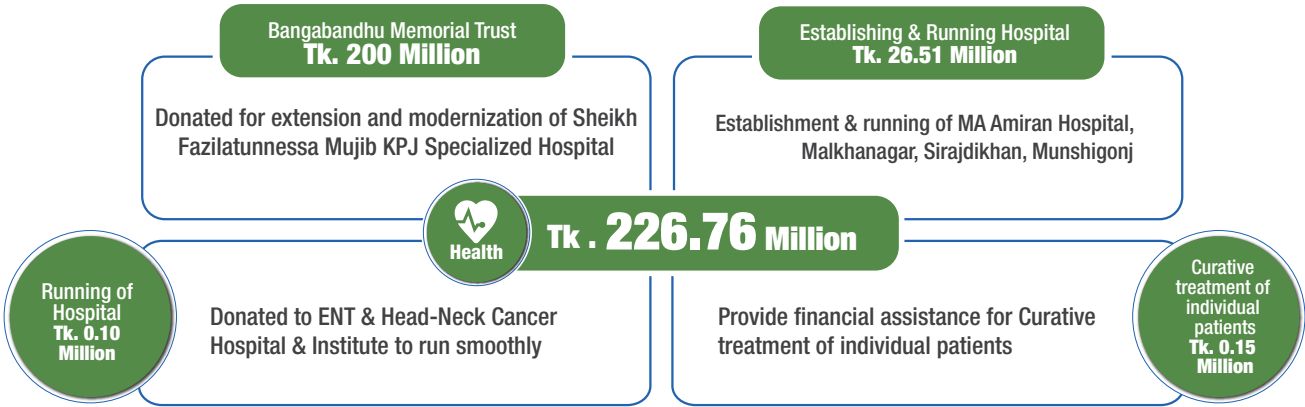 Bangabandhu Memorial Trust
Tk. 200 Million
Donated for extension and modernization of Sheikh
Fazilatunnessa Mujib KPJ Specialized Hospital
Establishing & Running Hospital
Tk. 26.51 Million
Establishment & running of MA Amiran Hospital,
Malkhanagar, Sirajdikhan, Munshigonj
Health
Tk . 226.76 Million
Running of
Hospital
Tk. 0.10
Million
Donated to ENT & Head-Neck Cancer
Hospital & Institute to run smoothly
Provide financial assistance for Curative
treatment of individual patients
Curative
treatment of
individual
patients
Tk. 0.15
Million